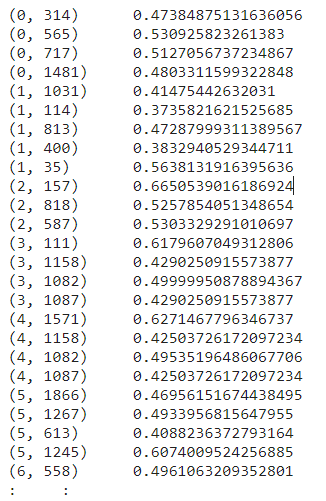 (0, 314) 0.47384875131636056
(0, 565) 0.530925823261383
(0, 717) 0.5127056737234867
(0, 1481) 0.4803311599322848
(1, 1031) 0.41475442632031
(1, 114) 0.3735821621525685
(1, 813) 0.47287999311389567
(1, 400) 0.3832940529344711
(1, 35) 0.5638131916395636
(2, 157) 0.6650539016186924
(2, 818) 0.5257854051348654
(2, 587) 0.5303329291010697
(3, 111) 0.6179607049312806
(3, 1158) 0.4290250915573877
(3, 1082) 0.49999950878894367
(3, 1087) 0.4290250915573877
(4, 1571) 0.6271467796346737
(4, 1158) 0.42503726172097234
(4, 1082) 0.49535196486067706
(4, 1087) 0.42503726172097234
(5, 1866) 0.46956151674438495
(5, 1267) 0.4933956815647955
(5, 613) 0.4088236372793164
(5, 1245) 0.6074009524256885
(6, 558) 0.4961063209352801
: :